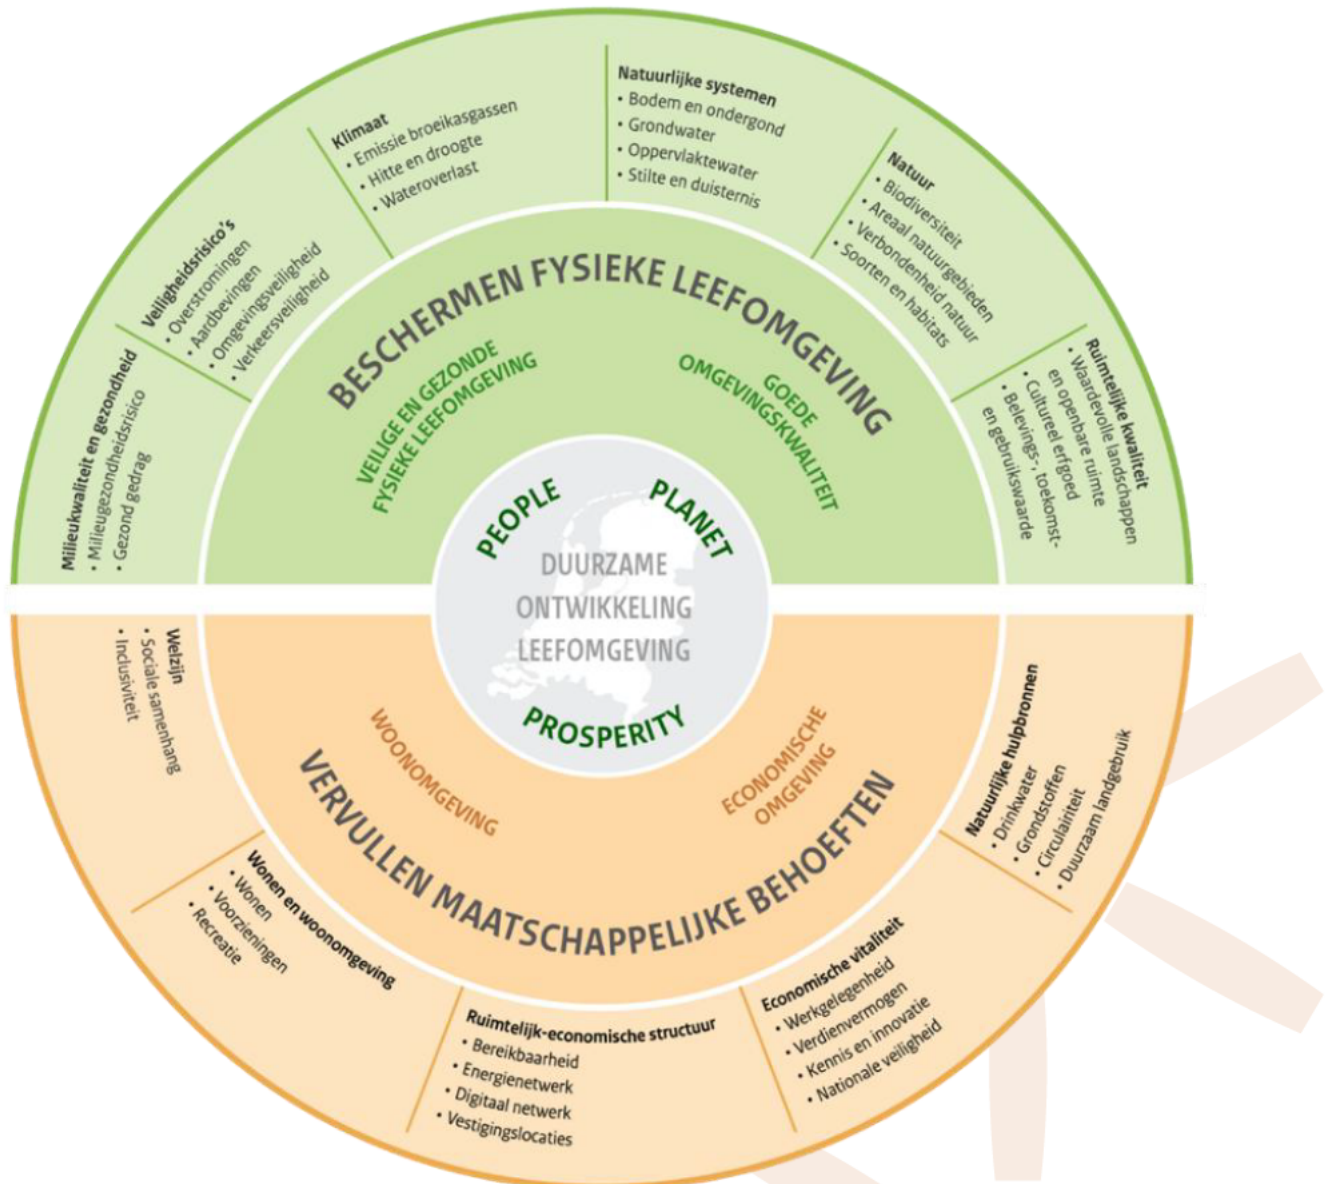 Milieukwaliteit en gezondheid
• Milieugezondheidsrisico
• Gezond gedrag
Veiligheidsrisico's
• Overstromingen
• Aardbevingen
• Omgevingsveiligheid
• Verkeersveiligheid
Klimaat
• Emissie broeikasgassen
• Hitte en droogte
• Wateroverlast
Natuurlijke systemen
• Bodem en ondergond
• Grondwater
• Oppervlaktewater
• Stilte en duisternis
Natuur
• Biodiversiteit
• Areaal natuurgebieden
• Verbondenheid natuur
• Soorten en habitats
Ruimtelijke kwaliteit
• Waardevolle landschappen
en openbare ruimte
• Cultureel erfgoed
• Belevings-, toekomst-
en gebruikswaarde
BESCHERMEN FYSIEKE LEEFOMGEVING
VEILIGE EN GEZONDE
FYSIEKE LEEFOMGEVING
GOEDE
OMGEVINGSKWALITEIT
PEOPLE
PLANET
DUURZAME
ONTWIKKELING
LEEFOMGEVING
PROSPERITY
WOONOMGEVING
ECONOMISCHE
OMGEVING
VERVULLEN MAATSCHAPPELIJKE BEHOEFTEN
Welzijn
• Sociale samenhang
• Inclusiviteit
Wonen en woonomgeving
• Wonen
• Voorzieningen
• Recreatie
Ruimtelijk-economische structuur
• Bereikbaarheid
• Energienetwerk
• Digitaal netwerk
• Vestigingslocaties
Economische vitaliteit
• Werkgelegenheid
• Verdienvermogen
• Kennis en innovatie
• Nationale veiligheid
Natuurlijke hulpbronnen
• Drinkwater
• Grondstoffen
• Circulairiteit
• Duurzaam landgebruik